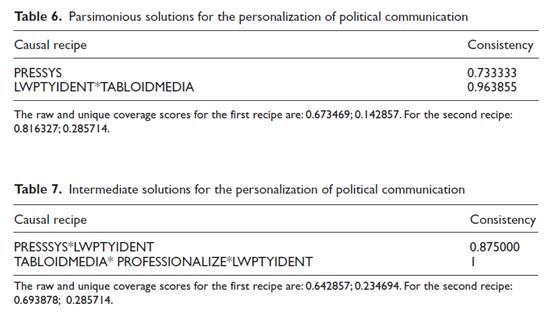 Table 6. Parsimonious solutions for the personalization of political communication
Causal recipe Consistency
PRESSYS 0.733333
LWPTYIDENT*TABLOIDMEDIA 0.963855
The raw and unique coverage scores for the first recipe are: 0.673469; 0.142857. For the second recipe:
0.816327; 0.285714.
Table 7. Intermediate solutions for the personalization of political communication
Causal recipe Consistency
PRESSSYS*LWPTYIDENT 0.875000
TABLOIDMEDIA* PROFESSIONALIZE*LWPTYIDENT 1
The raw and unique coverage scores for the first recipe are: 0.642857; 0.234694. For the second recipe:
0.693878; 0.285714.